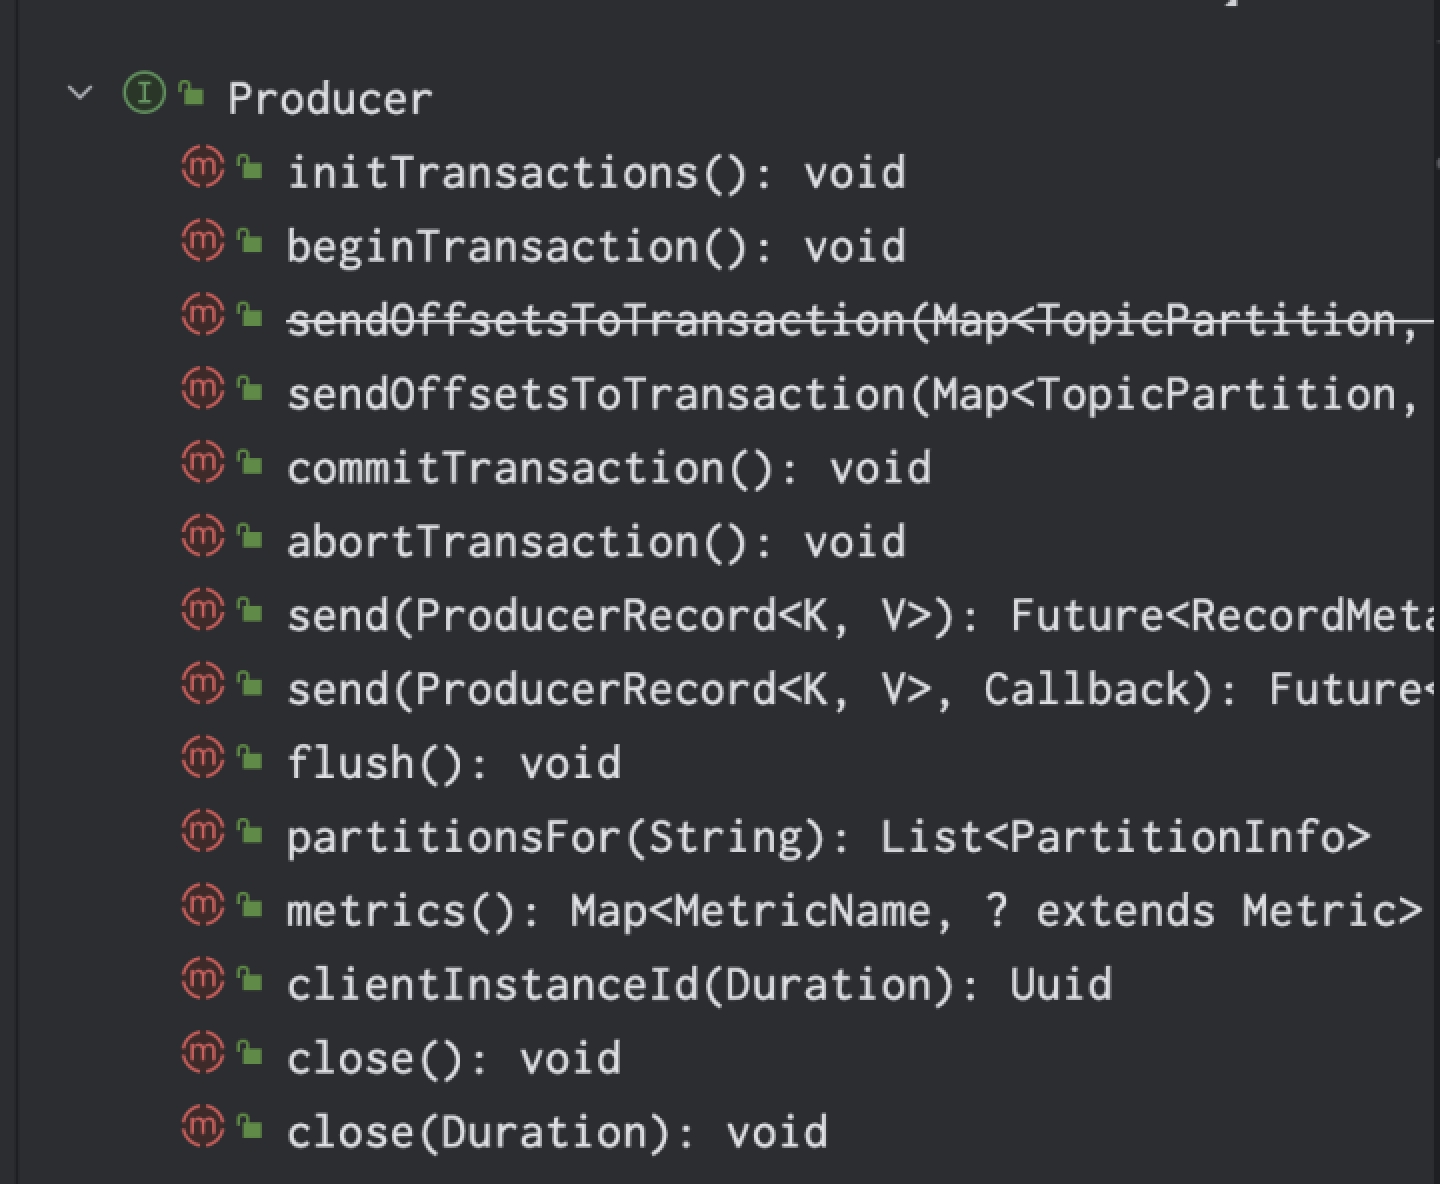 Producer
initTransactions(): void
beginTransaction(): void
sendOffsetsToTransaction(Map<TopicPartition,
sendOffsetsToTransaction(Map<TopicPartition,
commitTransaction(): void
abortTransaction(): void
send(ProducerRecord<K, V>): Future<RecordMeta
send(ProducerRecord<K, V>, Callback): Future<
flush(): void
partitionsFor(String): List<PartitionInfo>
metrics(): Map<MetricName, ? extends Metric>
clientInstanceId(Duration): Uuid
close(): void
close(Duration): void